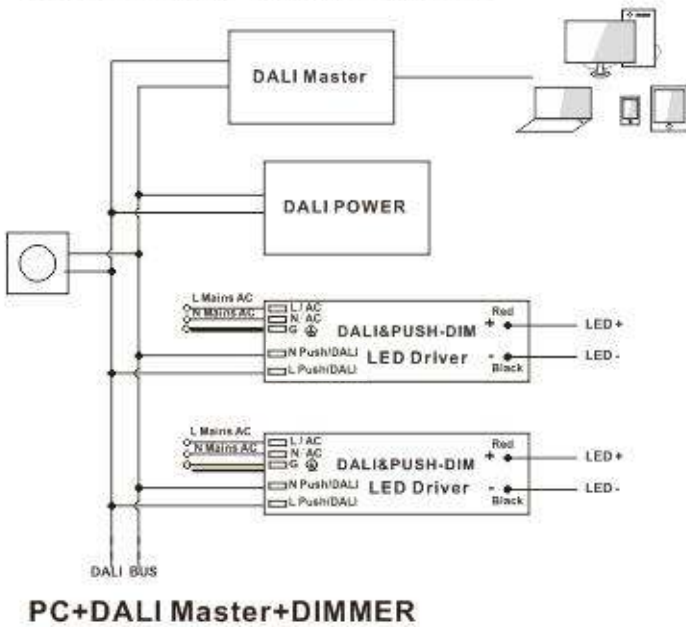 DALI Master
DALI POWER
L Mains AC
N Mains AC
L / AC
N/ AC
G
DALI&PUSH-DIM
LED Driver
N Push/DALI
L Push/DALI
Red
+
-
Black
LED+
LED-
L Mains AC
N Mains AC
L / AC
N/ AC
G
DALI&PUSH-DIM
LED Driver
N Push/DALI
L Push/DALI
Red
+
-
Black
LED+
LED-
DALI BUS
PC+DALI Master+DIMMER